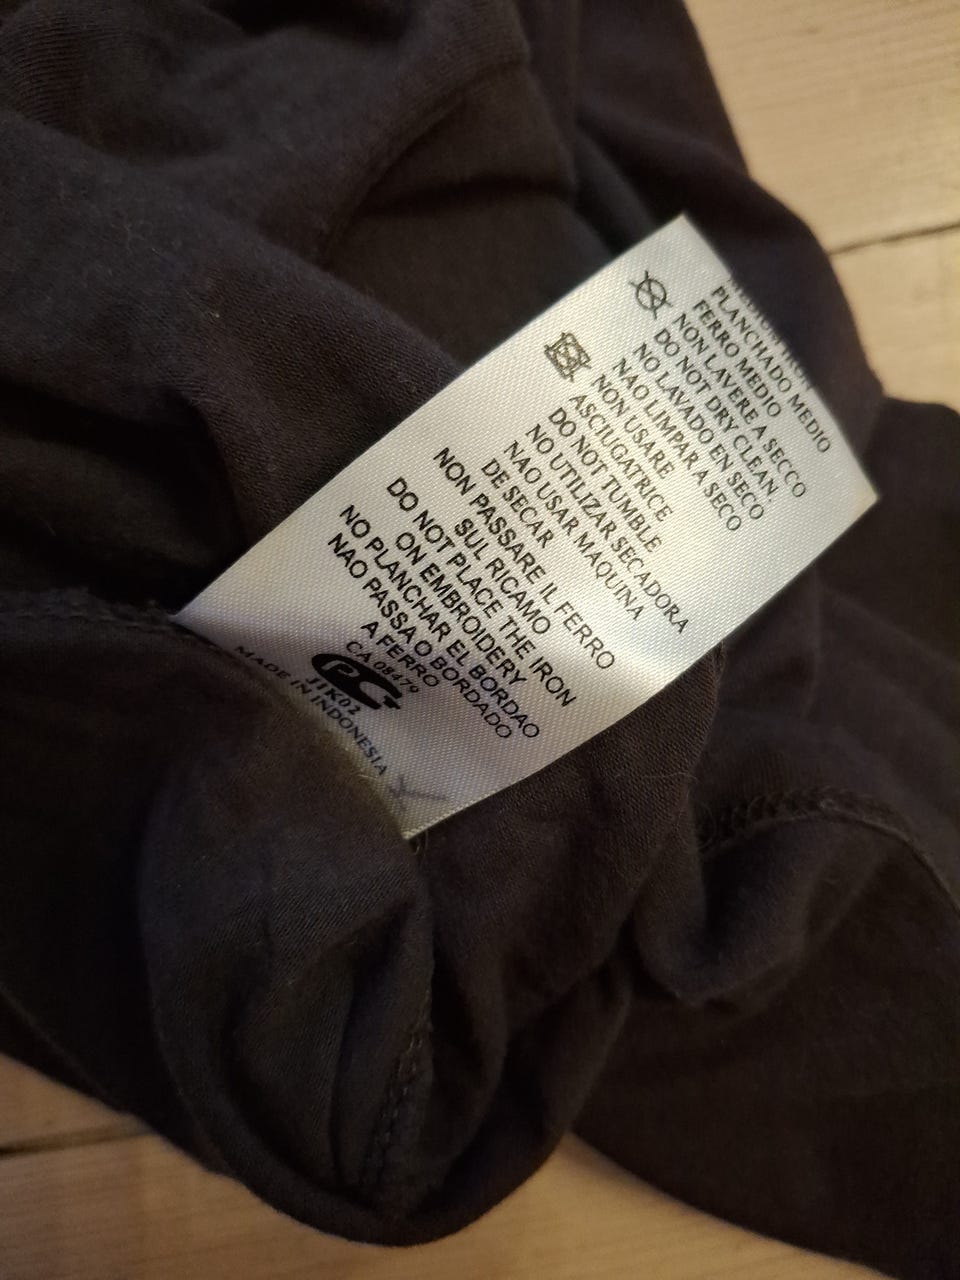 PLANCHADO MEDIO
FERRO MEDIO
NON LAVERE A SECCO
DO NOT DRY CLEAN
NO LAVADO EN SECO
NAO LIMPAR A SECO
NON USARE
ASCIUGATRICE
DO NOT TUMBLE
NO UTILIZAR SECADORA
NAO USAR MAQUINA
DE SECAR
NON PASSARE IL FERRO
SUL RICAMO
DO NOT PLACE THE IRON
ON EMBROIDERY
NO PLANCHAR EL BORDAO
NAO PASSA O BORDADO
A FERRO
CA 08479
JIK02
MADE IN INDONESIA